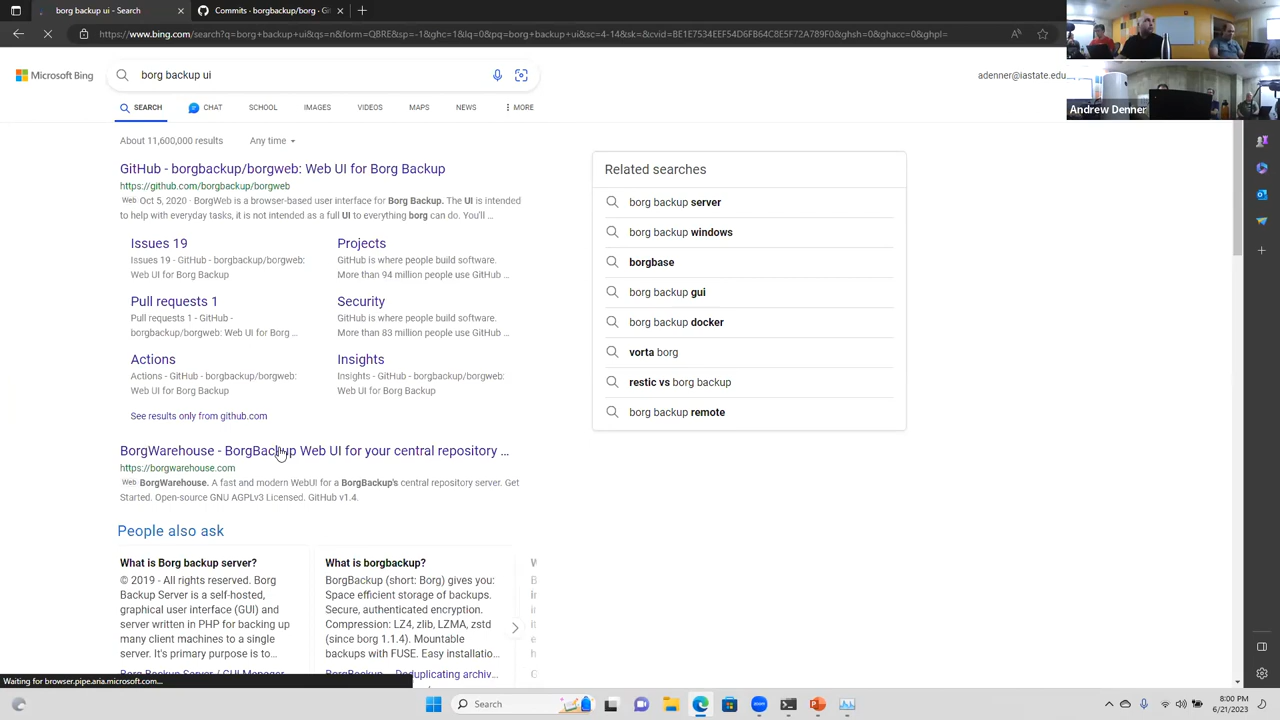 borg backup ui - Search
Commits - borgbackup/borg · Git
https://www.bing.com/search?q=borg+backup+ui&qs=n&form=QBRE&sp=-1&ghc=1&lq=0&pq=borg+backup+ui&sc=4-14&sk=&cvid=8E1E7534EEF54D6FB64C8E5F72A789F0&ghsh=0&ghacc=0&ghpl=
Microsoft Bing
borg backup ui
adenner@iastate.edu
Andrew Denner
SEARCH
CHAT
SCHOOL
IMAGES
VIDEOS
MAPS
NEWS
MORE
About 11,600,000 results
Any time
GitHub - borgbackup/borgweb: Web UI for Borg Backup
https://github.com/borgbackup/borgweb
Web Oct 5, 2020 · BorgWeb is a browser-based user interface for Borg Backup. The UI is intended
to help with everyday tasks, it is not intended as a full UI to everything borg can do. You'll ...
Issues 19
Issues 19 - GitHub - borgbackup/borgweb:
Web UI for Borg Backup
Projects
GitHub is where people build software.
More than 94 million people use GitHub ...
Pull requests 1
Pull requests 1 - GitHub -
borgbackup/borgweb: Web UI for Borg ...
Security
GitHub is where people build software.
More than 83 million people use GitHub ...
Actions
Actions - GitHub - borgbackup/borgweb:
Web UI for Borg Backup
Insights
Insights - GitHub - borgbackup/borgweb:
Web UI for Borg Backup
See results only from github.com
BorgWarehouse - BorgBackup Web UI for your central repository ...
https://borgwarehouse.com
Web BorgWarehouse. A fast and modern WebUI for a BorgBackup's central repository server. Get
Started. Open-source GNU AGPLv3 Licensed. GitHub v1.4.
People also ask
What is Borg backup server?
© 2019 - All rights reserved. Borg
Backup Server is a self-hosted,
graphical user interface (GUI) and
server written in PHP for backing up
many client machines to a single
server. It's primary purpose is to...
Borg Backup Server / GUI Manager
What is borgbackup?
BorgBackup (short: Borg) gives you:
Space efficient storage of backups.
Secure, authenticated encryption.
Compression: LZ4, zlib, LZMA, zstd
(since borg 1.1.4). Mountable
backups with FUSE. Easy installatio...
BorgBackup – Deduplicating archiv...
Related searches
borg backup server
borg backup windows
borgbase
borg backup gui
borg backup docker
vorta borg
restic vs borg backup
borg backup remote
Waiting for browser.pipe.aria.microsoft.com...
Search
8:00 PM
6/21/2023